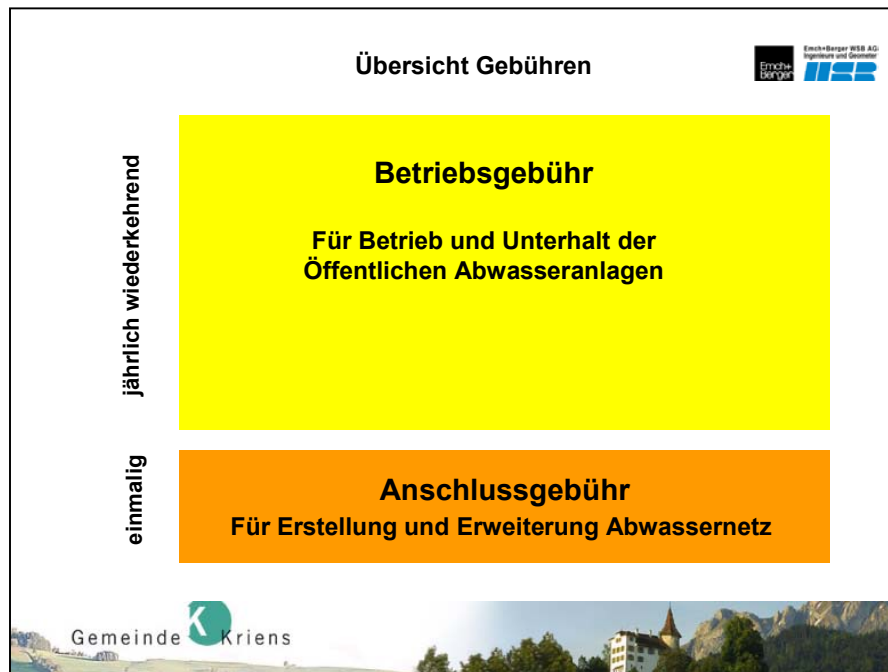 Übersicht Gebühren
Emch+
Berger
Emch+Berger WSB AG
Ingenieure und Geometer
WSB
jährlich wiederkehrend
Betriebsgebühr
Für Betrieb und Unterhalt der
Öffentlichen Abwasseranlagen
einmalig
Anschlussgebühr
Für Erstellung und Erweiterung Abwassernetz
Gemeinde K Kriens